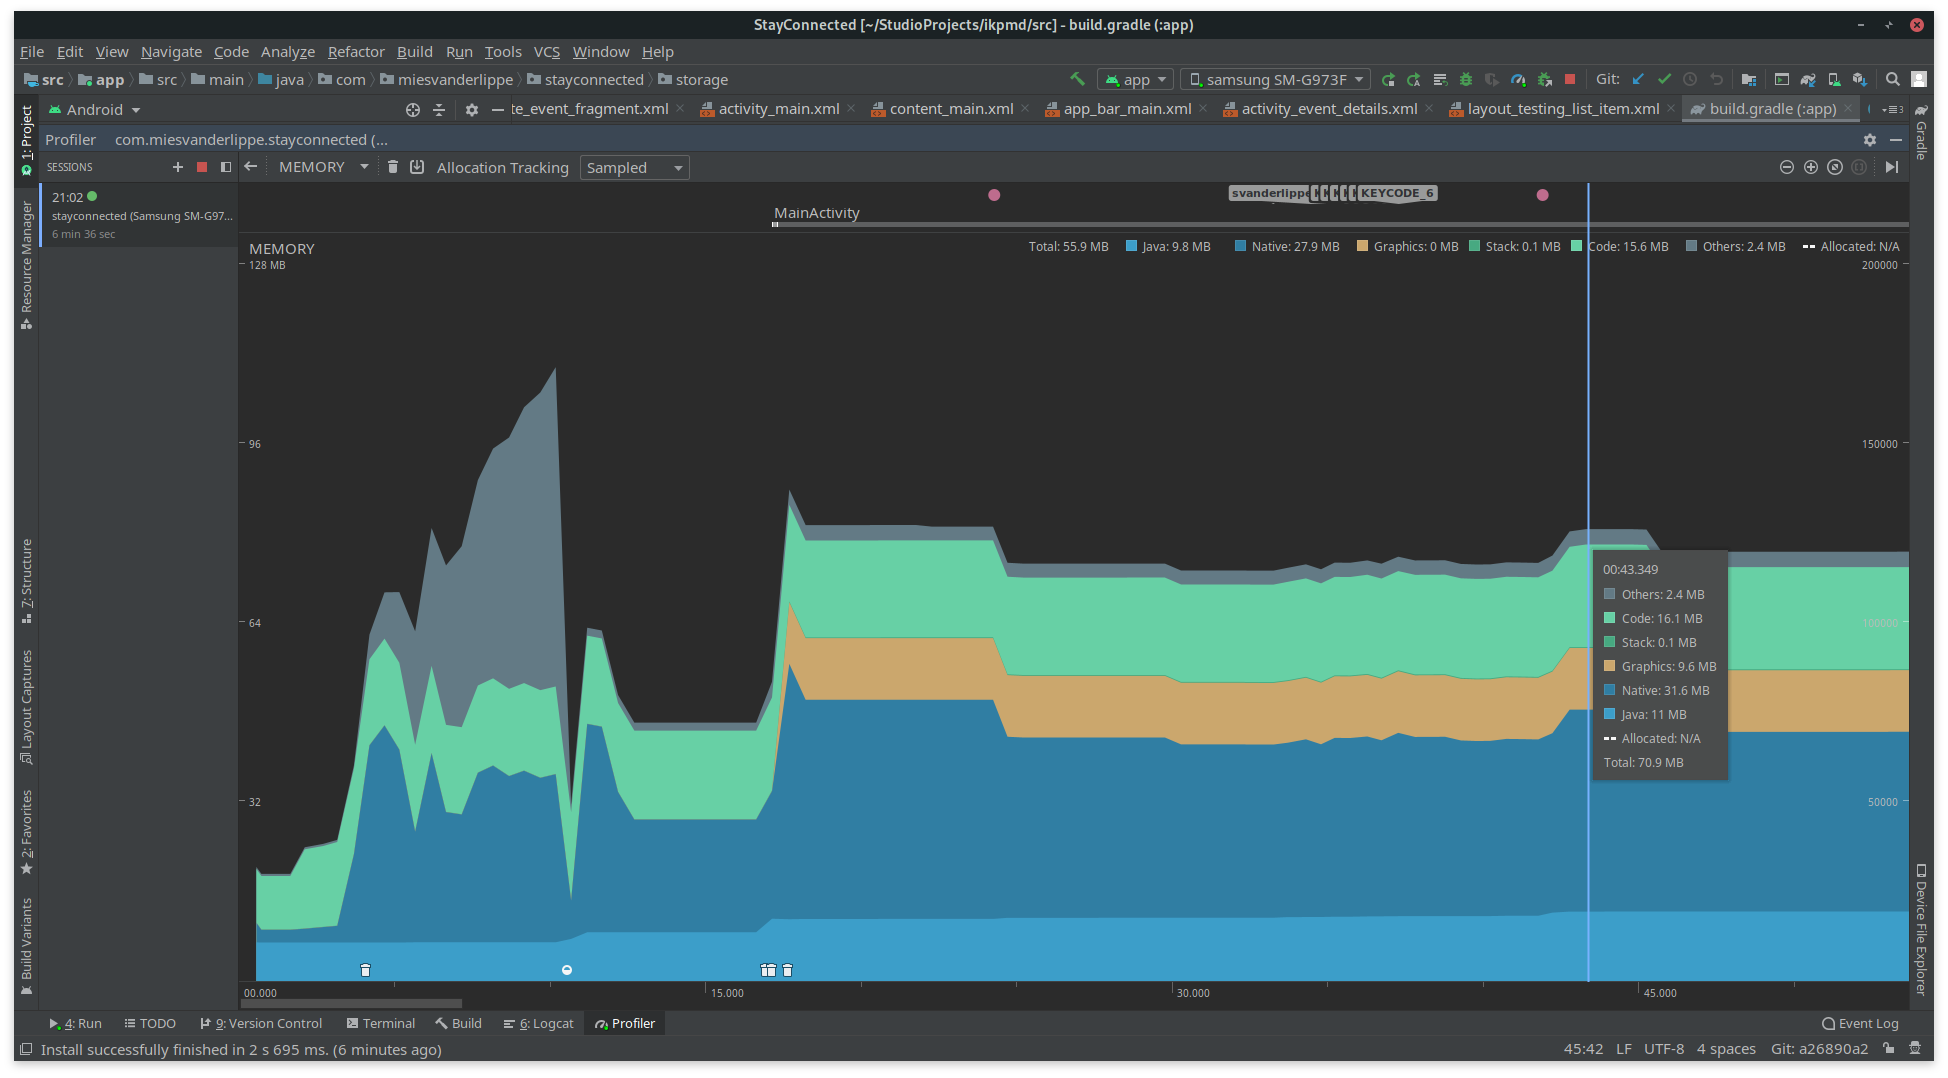 StayConnected [~/StudioProjects/ikpmd/src] - build.gradle (:app)
File Edit View Navigate Code Analyze Refactor Build Run Tools VCS Window Help
src app src main java com miesvanderlippe stayconnected storage app samsung SM-G973F Git:
Android te_event_fragment.xml activity_main.xml content_main.xml app_bar_main.xml activity_event_details.xml layout_testing_list_item.xml build.gradle (:app)
Profiler com.miesvanderlippe.stayconnected (...
SESSIONS MEMORY Allocation Tracking Sampled
21:02
stayconnected (Samsung SM-G97...
6 min 36 sec
svanderlippe K K K K KEYCODE_6
MainActivity
MEMORY Total: 55.9 MB Java: 9.8 MB Native: 27.9 MB Graphics: 0 MB Stack: 0.1 MB Code: 15.6 MB Others: 2.4 MB Allocated: N/A
128 MB 200000
96 150000
64 100000
32 50000
00:43.349
Others: 2.4 MB
Code: 16.1 MB
Stack: 0.1 MB
Graphics: 9.6 MB
Native: 31.6 MB
Java: 11 MB
Allocated: N/A
Total: 70.9 MB
00.000 15.000 30.000 45.000
1: Project
Resource Manager
7: Structure
Layout Captures
2: Favorites
Build Variants
Gradle
Device File Explorer
4: Run TODO 9: Version Control Terminal Build 6: Logcat Profiler Event Log
Install successfully finished in 2 s 695 ms. (6 minutes ago) 45:42 LF UTF-8 4 spaces Git: a26890a2